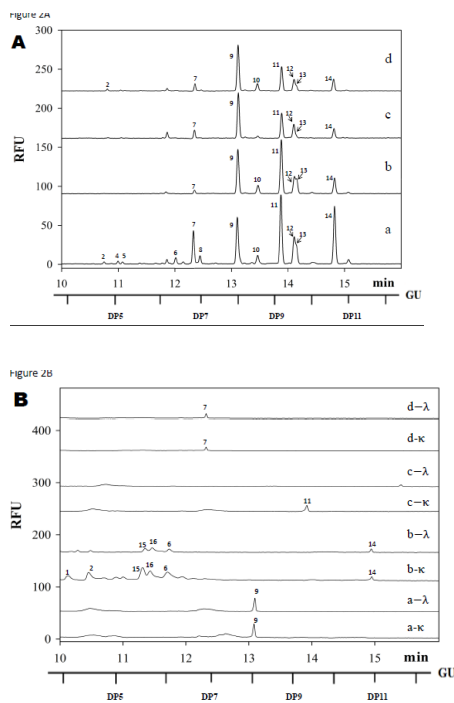 Figure 2A
A
300
250
200
150
100
50
0
RFU
2 7 9 10 11 12 13 14 d
7 9 11 12 13 14 c
7 9 10 11 12 13 14 b
2 4 5 6 7 8 9 10 11 12 13 14 a
10 11 12 13 14 15 min
GU
DP5 DP7 DP9 DP11
Figure 2B
B
400
300
200
100
0
RFU
7 d–λ
7 d-κ
c–λ
11 c–κ
15 16 6 14 b–λ
1 2 15 16 6 14 b-κ
9 a–λ
9 a-κ
10 11 12 13 14 15 min
GU
DP5 DP7 DP9 DP11